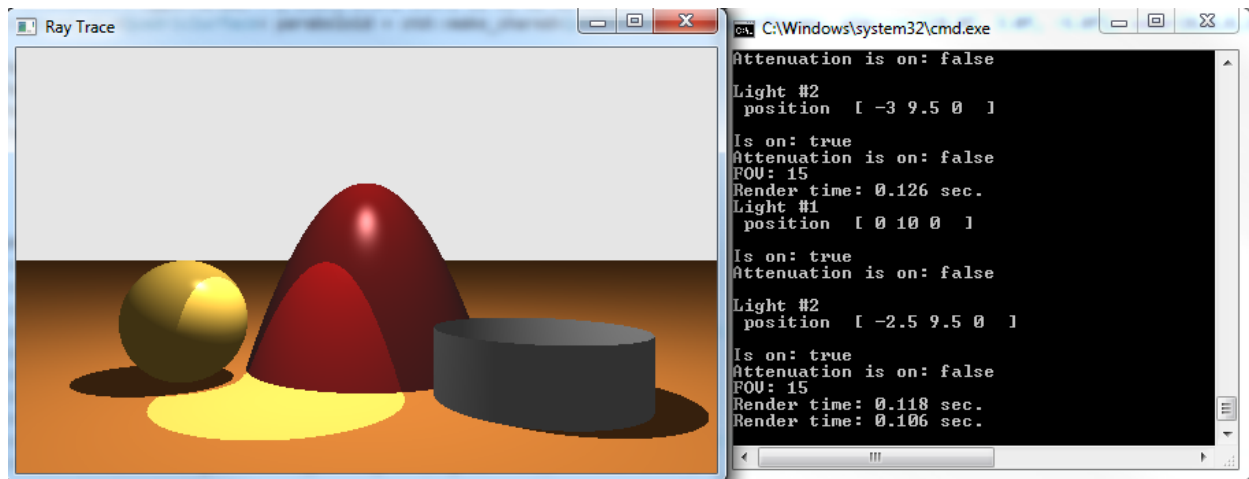 Ray Trace
C:\Windows\system32\cmd.exe
Attenuation is on: false
Light #2
position [ -3 9.5 0 ]
Is on: true
Attenuation is on: false
FOV: 15
Render time: 0.126 sec.
Light #1
position [ 0 10 0 ]
Is on: true
Attenuation is on: false
Light #2
position [ -2.5 9.5 0 ]
Is on: true
Attenuation is on: false
FOV: 15
Render time: 0.118 sec.
Render time: 0.106 sec.